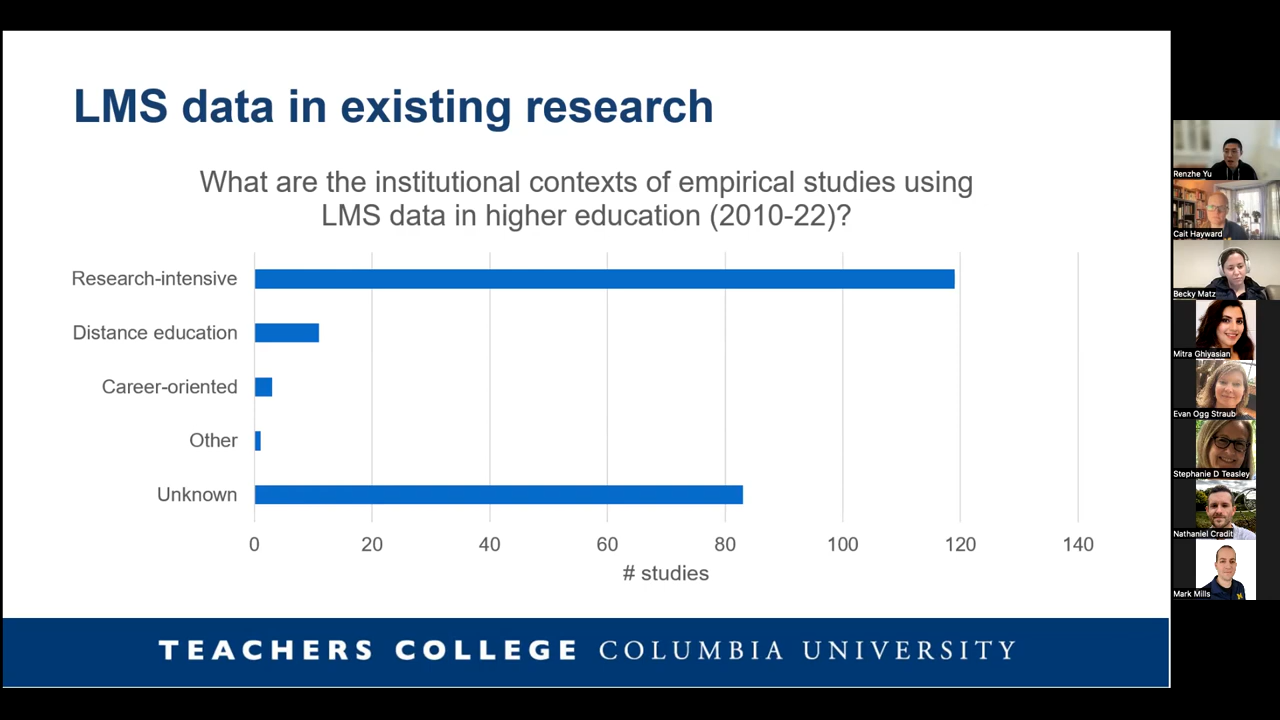 LMS data in existing research
What are the institutional contexts of empirical studies using
LMS data in higher education (2010-22)?
Research-intensive
Distance education
Career-oriented
Other
Unknown
0 20 40 60 80 100 120 140
# studies
TEACHERS COLLEGE COLUMBIA UNIVERSITY
Renzhe Yu
Cait Hayward
Becky Matz
Mitra Ghiyasian
Evan Ogg Straub
Stephanie D Teasley
Nathaniel Cradit
Mark Mills